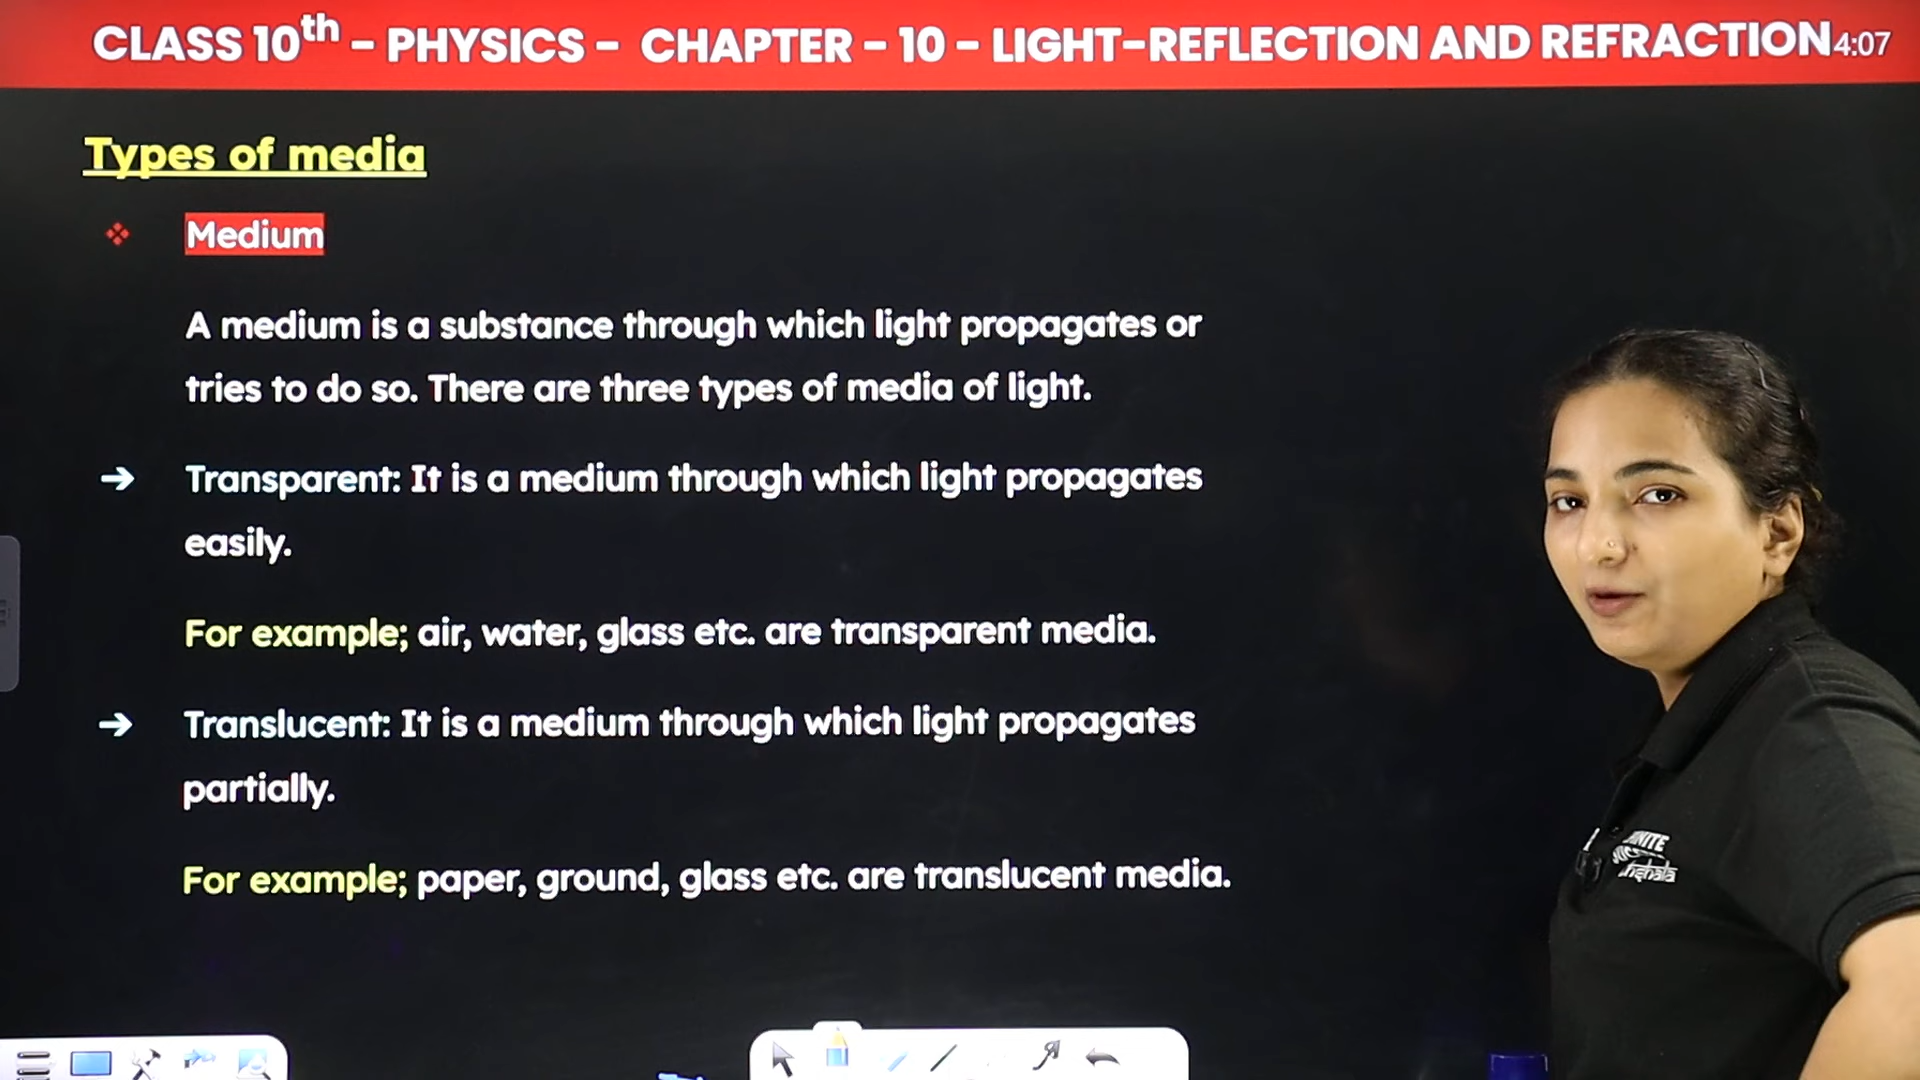 CLASS 10th - PHYSICS - CHAPTER - 10 - LIGHT-REFLECTION AND REFRACTION 4:07
Types of media
❖ Medium
A medium is a substance through which light propagates or
tries to do so. There are three types of media of light.
➔ Transparent: It is a medium through which light propagates
easily.
For example; air, water, glass etc. are transparent media.
➔ Translucent: It is a medium through which light propagates
partially.
For example; paper, ground, glass etc. are translucent media.